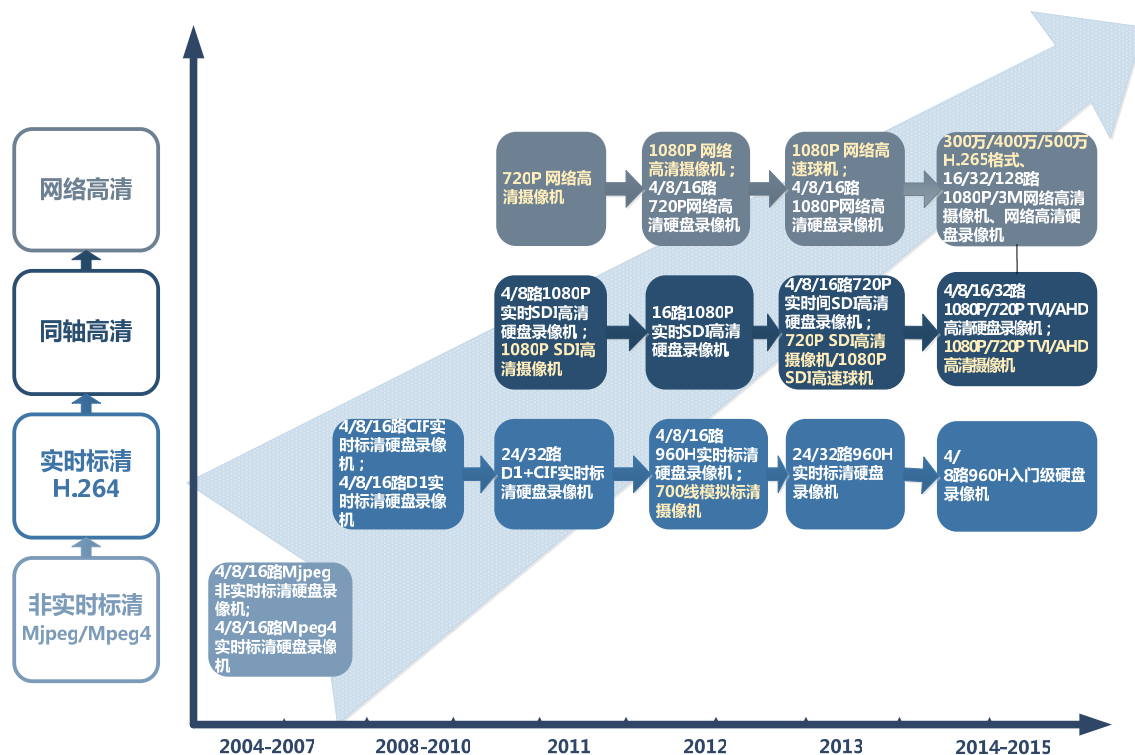 网络高清
720P 网络高
清摄像机
1080P 网络
高清摄像机；
4/8/16路
720P网络高
清硬盘录像机
1080P 网络高
速球机；
4/8/16路
1080P网络高
清硬盘录像机
300万/400万/500万
H.265格式、
16/32/128路
1080P/3M网络高清
摄像机、网络高清硬
盘录像机
同轴高清
4/8路1080P
实时SDI高清
硬盘录像机；
1080P SDI高
清摄像机
16路1080P
实时SDI高清
硬盘录像机
4/8/16路720P
实时间SDI高清
硬盘录像机；
720P SDI高清
摄像机/1080P
SDI高速球机
4/8/16/32路
1080P/720P TVI/AHD
高清硬盘录像机；
1080P/720P TVI/AHD
高清摄像机
实时标清
H.264
4/8/16路CIF实
时标清硬盘录像
机；
4/8/16路D1实
时标清硬盘录像
机
24/32路
D1+CIF实时标
清硬盘录像机
4/8/16路
960H实时标清
硬盘录像机；
700线模拟标清
摄像机
24/32路960H
实时标清硬盘
录像机
4/
8路960H入门级硬盘
录像机
非实时标清
Mjpeg/Mpeg4
4/8/16路Mjpeg
非实时标清硬盘录
像机;
4/8/16路Mpeg4
实时标清硬盘录像
机
2004-2007
2008-2010
2011
2012
2013
2014-2015